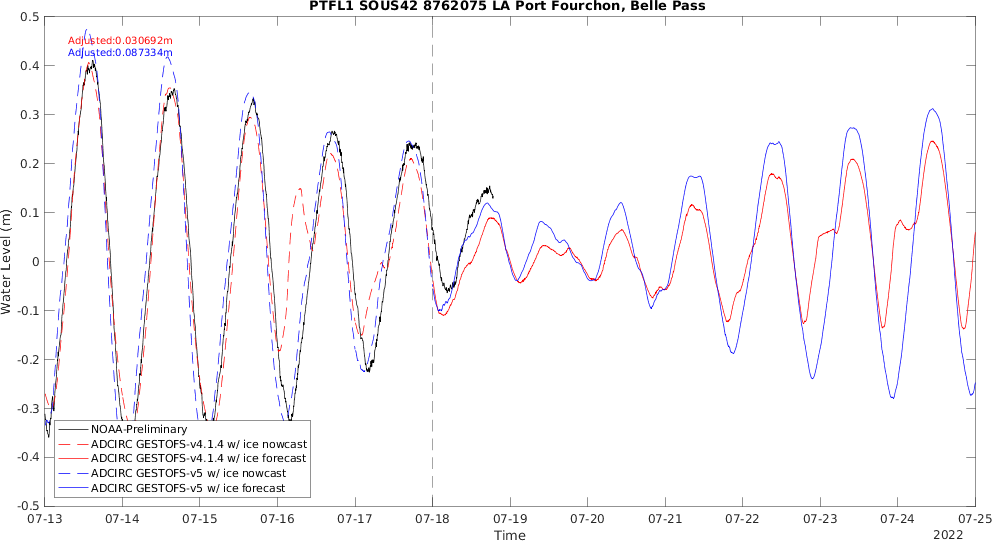 PTFL1 SOUS42 8762075 LA Port Fourchon, Belle Pass
Adjusted:0.030692m
Adjusted:0.087334m
0.5
0.4
0.3
0.2
0.1
0
-0.1
-0.2
-0.3
-0.4
-0.5
Water Level (m)
NOAA-Preliminary
ADCIRC GESTOFS-v4.1.4 w/ ice nowcast
ADCIRC GESTOFS-v4.1.4 w/ ice forecast
ADCIRC GESTOFS-v5 w/ ice nowcast
ADCIRC GESTOFS-v5 w/ ice forecast
07-13 07-14 07-15 07-16 07-17 07-18 07-19 07-20 07-21 07-22 07-23 07-24 07-25
Time
2022